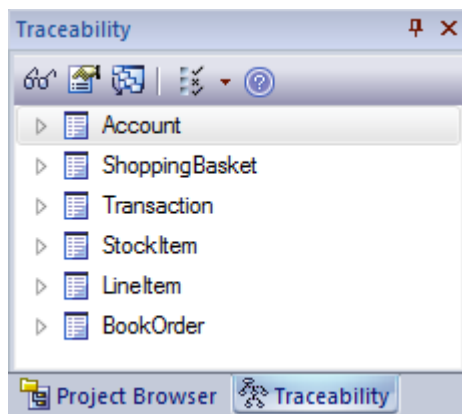 Traceability
Account
ShoppingBasket
Transaction
StockItem
LineItem
BookOrder
Project Browser Traceability